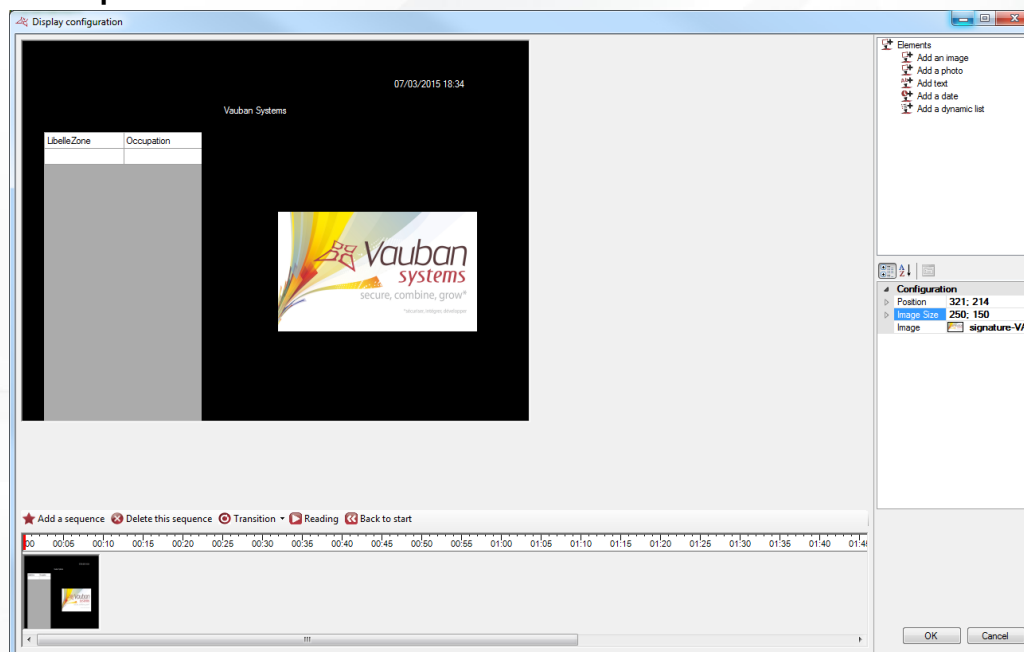 Display configuration
07/03/2015 18:34
Vauban Systems
LibelleZone Occupation
Vauban
systems
secure, combine, grow*
Elements
Add an image
Add a photo
Add text
Add a date
Add a dynamic list
Configuration
Position 321; 214
Image Size 250; 150
Image signature-VA
Add a sequence Delete this sequence Transition Reading Back to start
00 00:05 00:10 00:15 00:20 00:25 00:30 00:35 00:40 00:45 00:50 00:55 01:00 01:05 01:10 01:15 01:20 01:25 01:30 01:35 01:40
OK Cancel